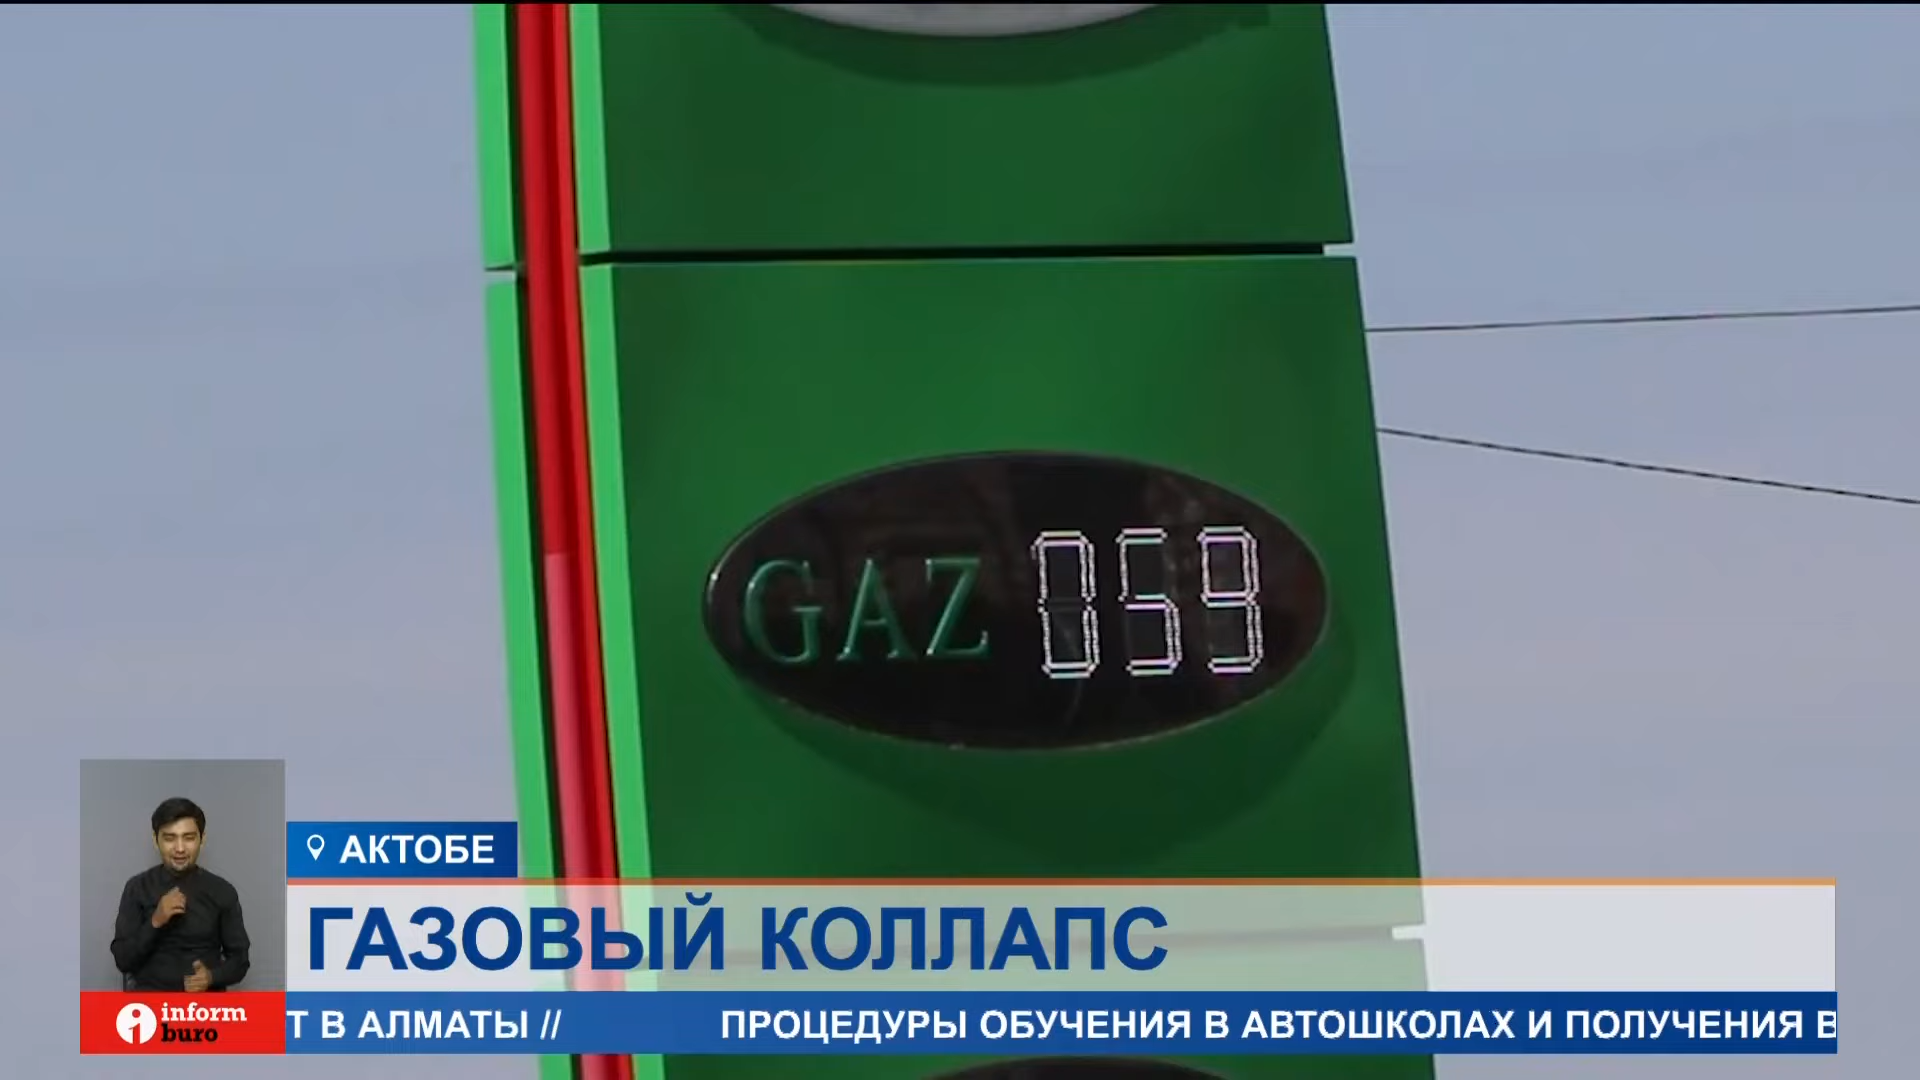 GAZ 059
АКТОБЕ
ГАЗОВЫЙ КОЛЛАПС
inform
buro
Т В АЛМАТЫ // ПРОЦЕДУРЫ ОБУЧЕНИЯ В АВТОШКОЛАХ И ПОЛУЧЕНИЯ В